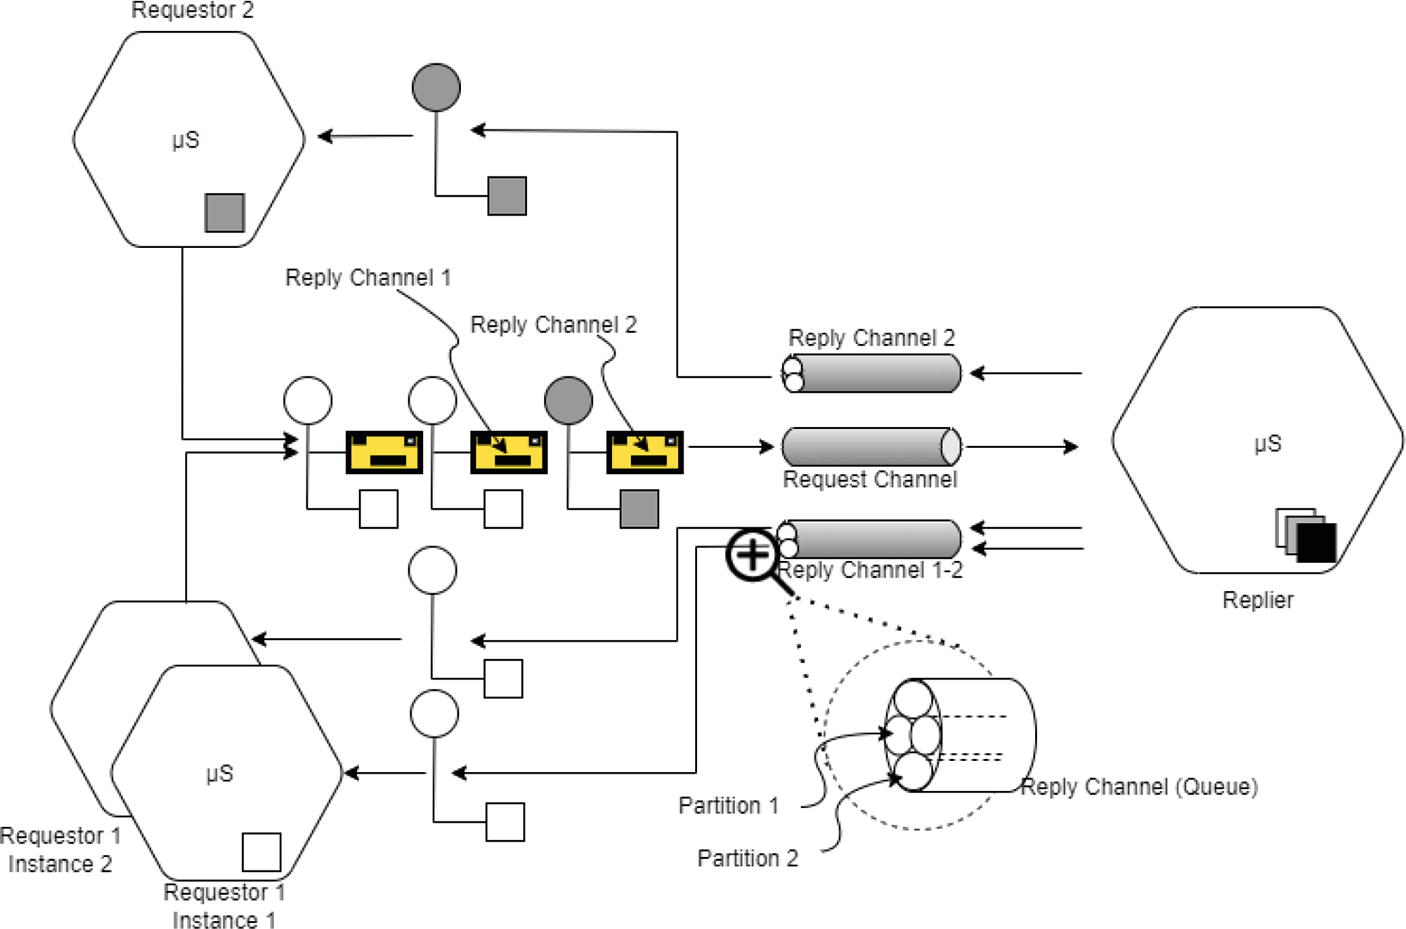 Requestor 2
μS
Reply Channel 1
Reply Channel 2
Reply Channel 2
Request Channel
μS
Reply Channel 1-2
Replier
μS
Partition 1
Reply Channel (Queue)
Partition 2
Requestor 1
Instance 2
Requestor 1
Instance 1